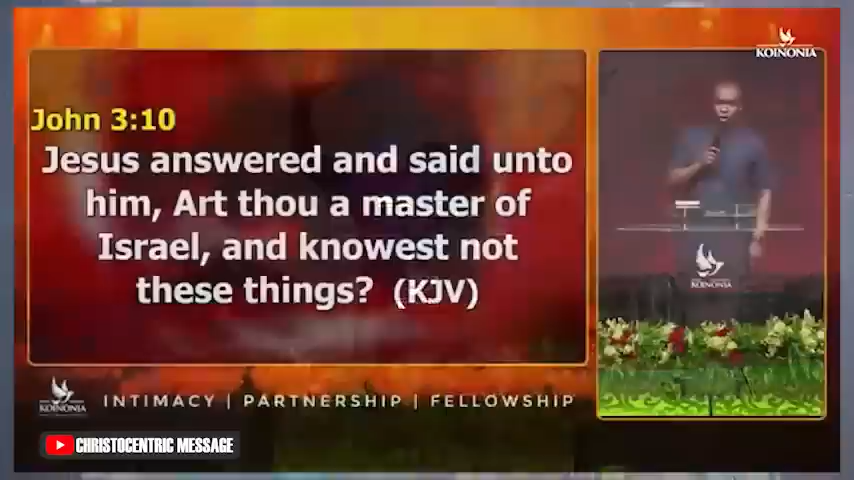 KOINONIA
John 3:10
Jesus answered and said unto
him, Art thou a master of
Israel, and knowest not
these things? (KJV)
KOINONIA
KOINONIA
INTIMACY | PARTNERSHIP | FELLOWSHIP
CHRISTOCENTRIC MESSAGE